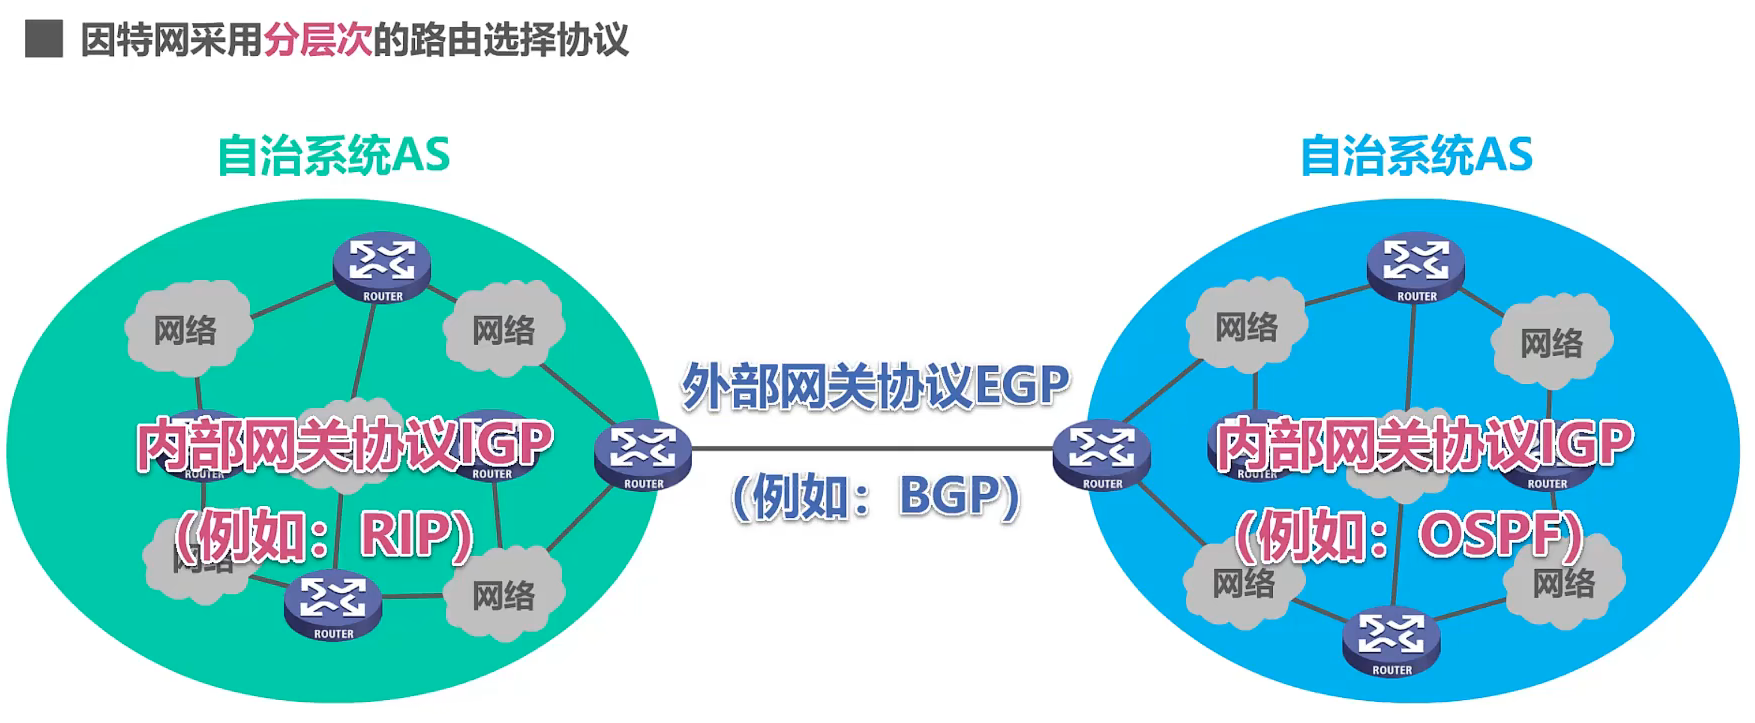 因特网采用分层次的路由选择协议
自治系统AS
自治系统AS
ROUTER
网络
网络
ROUTER
ROUTER
ROUTER
内部网关协议IGP
(例如：RIP)
网络
网络
ROUTER
外部网关协议EGP
(例如：BGP)
ROUTER
网络
网络
ROUTER
ROUTER
内部网关协议IGP
(例如：OSPF)
网络
网络
ROUTER